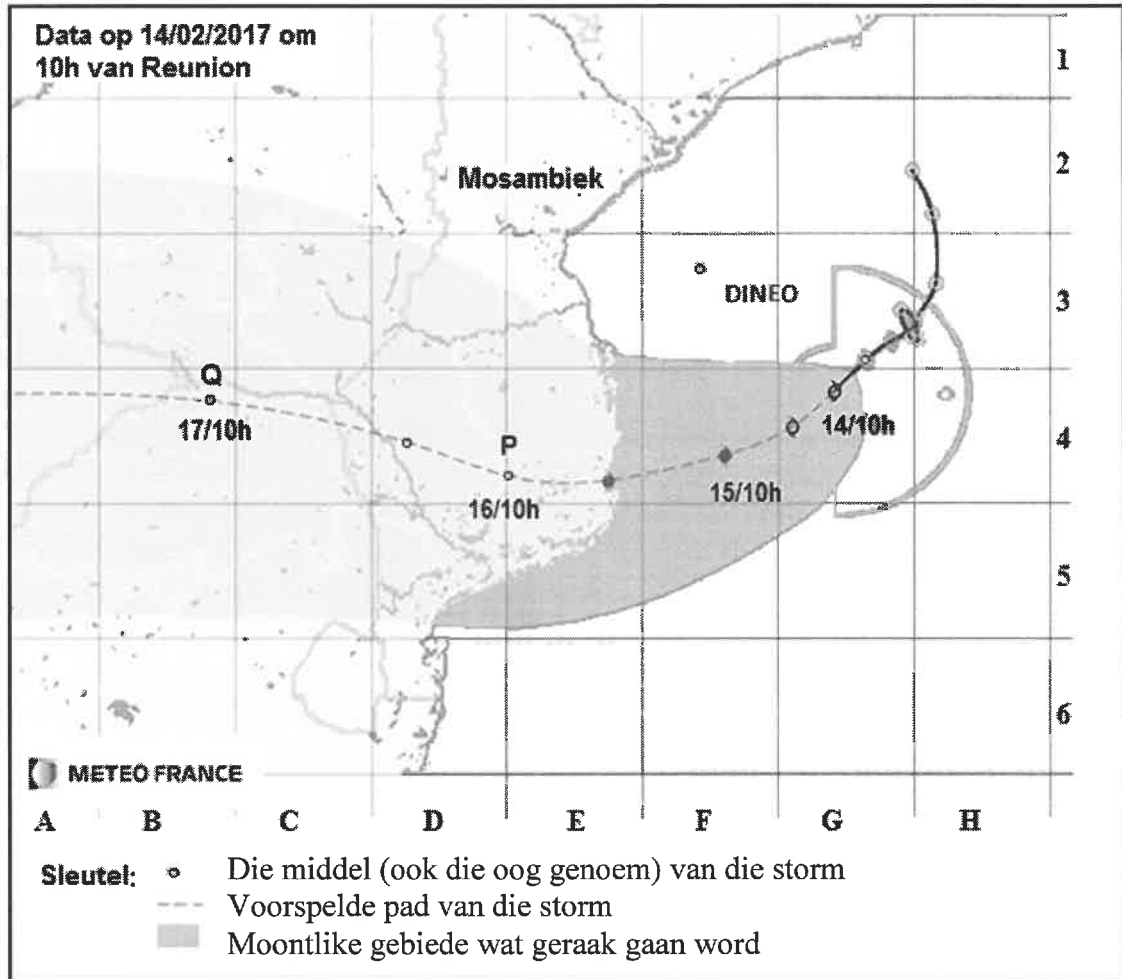 Data op 14/02/2017 om
10h van Reunion
1
2
Mosambiek
DINEO
3
Q
17/10h
14/10h
4
P
16/10h
15/10h
5
6
METEO FRANCE
A B C D E F G H
Sleutel:
Die middel (ook die oog genoem) van die storm
Voorspelde pad van die storm
Moontlike gebiede wat geraak gaan word